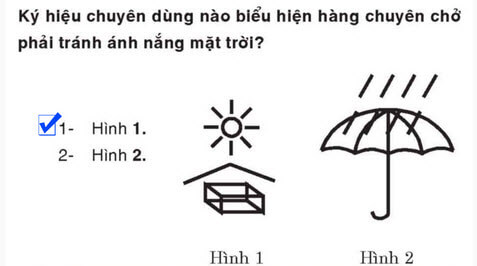 Ký hiệu chuyên dùng nào biểu hiện hàng chuyên chở
phải tránh ánh nắng mặt trời?
1- Hình 1.
2- Hình 2.
Hình 1 Hình 2